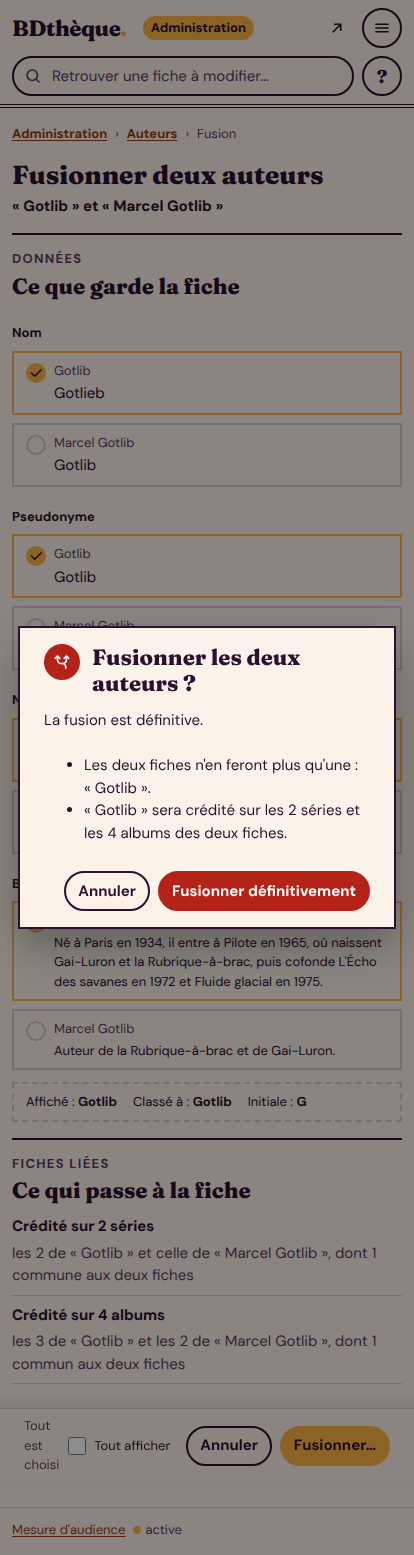 BDthèque. Administration
Retrouver une fiche à modifier... ?
Administration › Auteurs › Fusion
Fusionner deux auteurs
« Gotlib » et « Marcel Gotlib »
DONNÉES
Ce que garde la fiche
Nom
Gotlib
Gotlieb
Marcel Gotlib
Gotlib
Pseudonyme
Gotlib
Gotlib
Marcel Gotlib
Fusionner les deux
auteurs ?
La fusion est définitive.
• Les deux fiches n'en feront plus qu'une :
« Gotlib ».
• « Gotlib » sera crédité sur les 2 séries et
les 4 albums des deux fiches.
Annuler Fusionner définitivement
Né à Paris en 1934, il entre à Pilote en 1965, où naissent
Gai-Luron et la Rubrique-à-brac, puis cofonde L'Écho
des savanes en 1972 et Fluide glacial en 1975.
Marcel Gotlib
Auteur de la Rubrique-à-brac et de Gai-Luron.
Affiché : Gotlib Classé à : Gotlib Initiale : G
FICHES LIÉES
Ce qui passe à la fiche
Crédité sur 2 séries
les 2 de « Gotlib » et celle de « Marcel Gotlib », dont 1
commune aux deux fiches
Crédité sur 4 albums
les 3 de « Gotlib » et les 2 de « Marcel Gotlib », dont 1
commun aux deux fiches
Tout
est
choisi
Tout afficher Annuler Fusionner...
Mesure d'audience active